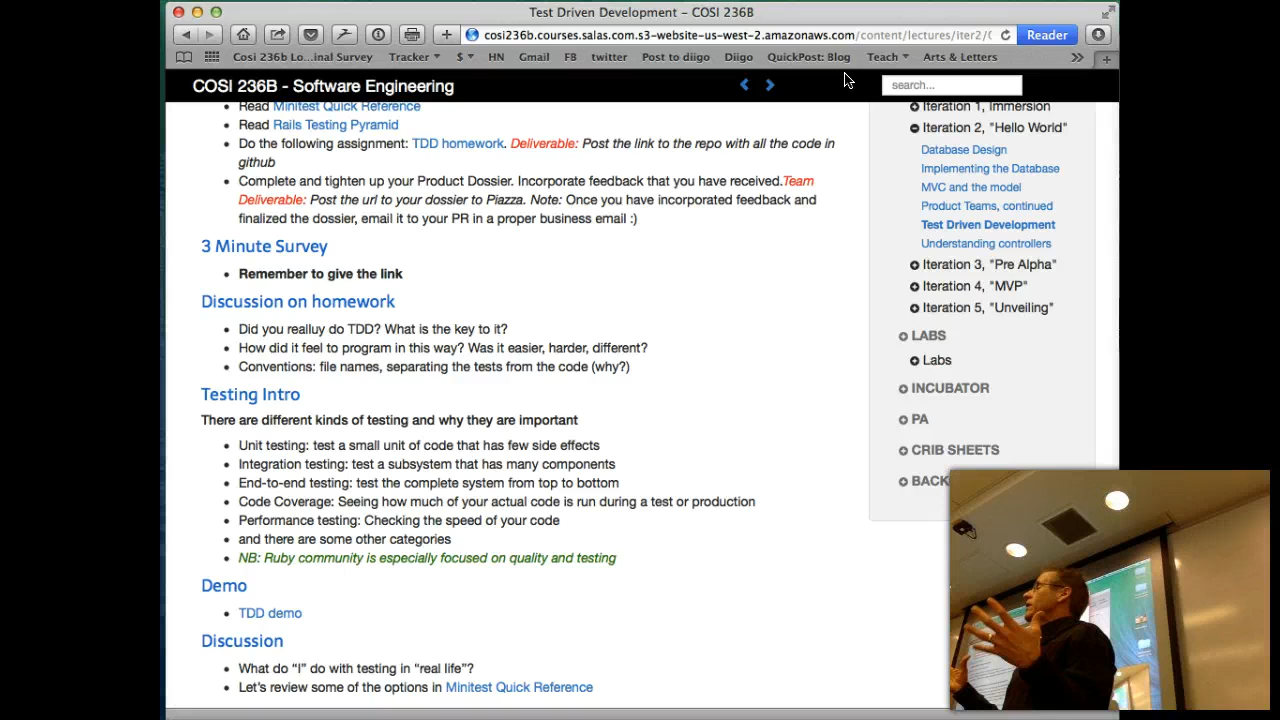 Test Driven Development – COSI 236B
cosi236b.courses.salas.com.s3-website-us-west-2.amazonaws.com/content/lectures/iter2/0
Reader
Cosi 236b Lo...inal Survey Tracker $ HN Gmail FB twitter Post to diigo Diigo QuickPost: Blog Teach Arts & Letters
COSI 236B - Software Engineering
search...
Read Minitest Quick Reference
Read Rails Testing Pyramid
Do the following assignment: TDD homework. Deliverable: Post the link to the repo with all the code in
github
Complete and tighten up your Product Dossier. Incorporate feedback that you have received.Team
Deliverable: Post the url to your dossier to Piazza. Note: Once you have incorporated feedback and
finalized the dossier, email it to your PR in a proper business email :)
3 Minute Survey
Remember to give the link
Discussion on homework
Did you realluy do TDD? What is the key to it?
How did it feel to program in this way? Was it easier, harder, different?
Conventions: file names, separating the tests from the code (why?)
Testing Intro
There are different kinds of testing and why they are important
Unit testing: test a small unit of code that has few side effects
Integration testing: test a subsystem that has many components
End-to-end testing: test the complete system from top to bottom
Code Coverage: Seeing how much of your actual code is run during a test or production
Performance testing: Checking the speed of your code
and there are some other categories
NB: Ruby community is especially focused on quality and testing
Demo
TDD demo
Discussion
What do “I” do with testing in “real life”?
Let's review some of the options in Minitest Quick Reference
Iteration 1, Immersion
Iteration 2, "Hello World"
Database Design
Implementing the Database
MVC and the model
Product Teams, continued
Test Driven Development
Understanding controllers
Iteration 3, "Pre Alpha"
Iteration 4, "MVP"
Iteration 5, "Unveiling"
LABS
Labs
INCUBATOR
PA
CRIB SHEETS
BACK